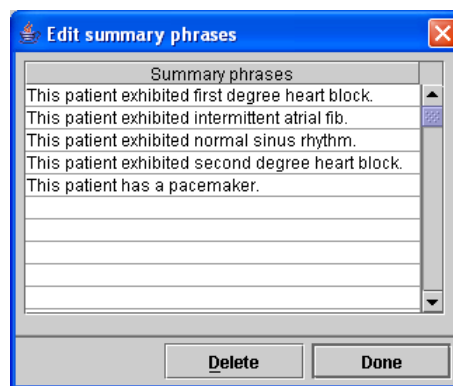 Edit summary phrases
Summary phrases
This patient exhibited first degree heart block.
This patient exhibited intermittent atrial fib.
This patient exhibited normal sinus rhythm.
This patient exhibited second degree heart block.
This patient has a pacemaker.
Delete Done